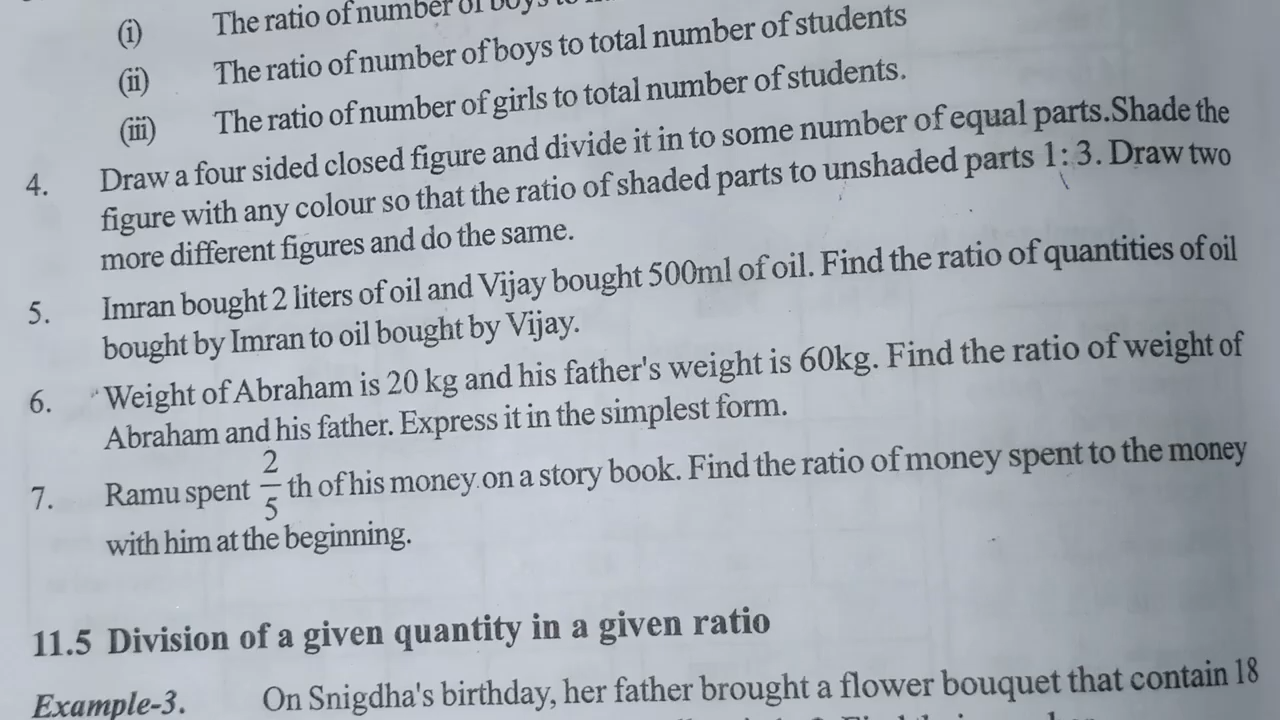 (i) The ratio of number of boys to
(ii) The ratio of number of boys to total number of students
(iii) The ratio of number of girls to total number of students.
4. Draw a four sided closed figure and divide it in to some number of equal parts.Shade the
figure with any colour so that the ratio of shaded parts to unshaded parts 1: 3. Draw two
more different figures and do the same.
5. Imran bought 2 liters of oil and Vijay bought 500ml of oil. Find the ratio of quantities of oil
bought by Imran to oil bought by Vijay.
6. Weight of Abraham is 20 kg and his father's weight is 60kg. Find the ratio of weight of
Abraham and his father. Express it in the simplest form.
7. Ramu spent 2/5 th of his money on a story book. Find the ratio of money spent to the money
with him at the beginning.
11.5 Division of a given quantity in a given ratio
Example-3. On Snigdha's birthday, her father brought a flower bouquet that contain 18